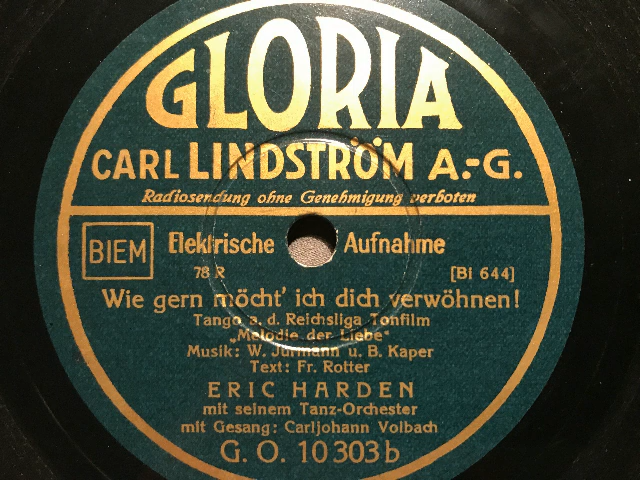 GLORIA
CARL LINDSTRÖM A.-G.
Radiosendung ohne Genehmigung verboten
BIEM
Elektrische Aufnahme
78 R [Bi 644]
Wie gern möcht' ich dich verwöhnen!
Tango a. d. Reichsliga Tonfilm
„Melodie der Liebe"
Musik: W. Jurmann u. B. Kaper
Text: Fr. Rotter
ERIC HARDEN
mit seinem Tanz-Orchester
mit Gesang: Carljohann Volbach
G. O. 10 303 b